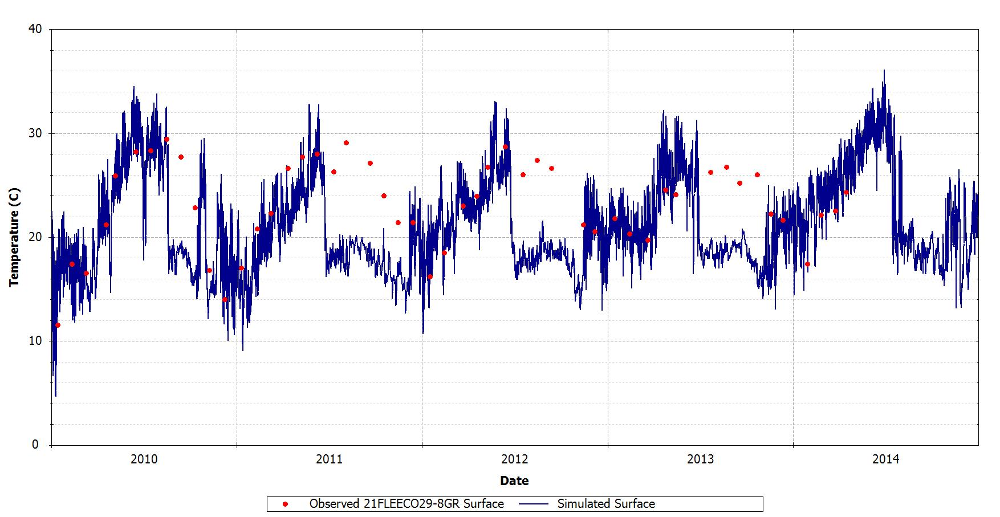 40
30
20
10
0
Temperature (C)
2010 2011 2012 2013 2014
Date
Observed 21FLEECO29-8GR Surface Simulated Surface